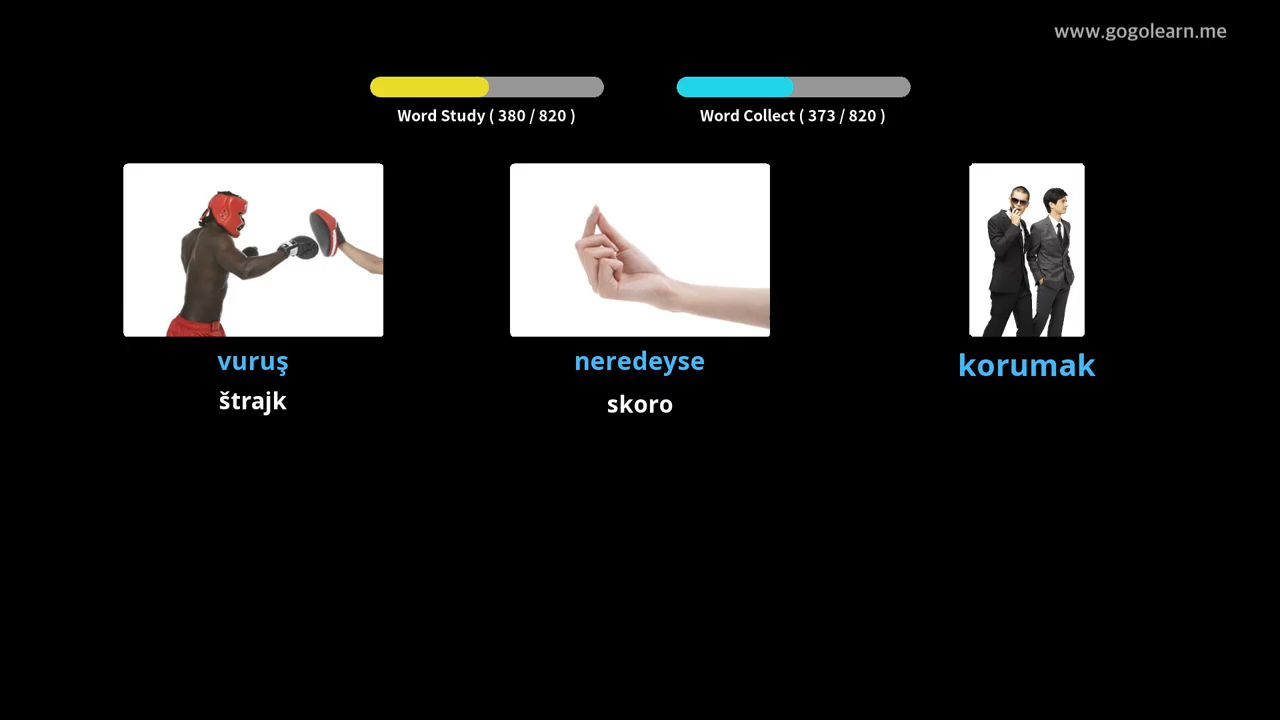 www.gogolearn.me
Word Study ( 380 / 820 )
Word Collect ( 373 / 820 )
vuruş
neredeyse
korumak
štrajk
skoro